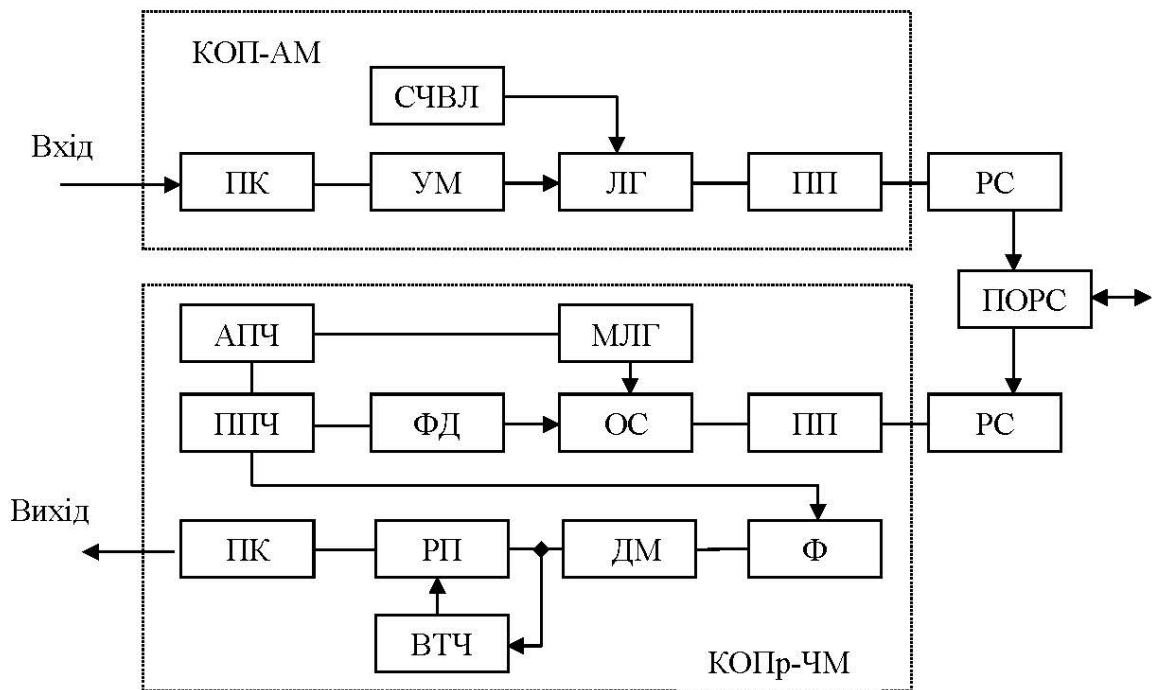 КОП-АМ
СЧВЛ
Вхід
ПК
УМ
ЛГ
ПП
РС
ПОРС
АПЧ
МЛГ
ППЧ
ФД
ОС
ПП
РС
Вихід
ПК
РП
ДМ
Ф
ВТЧ
КОПр-ЧМ